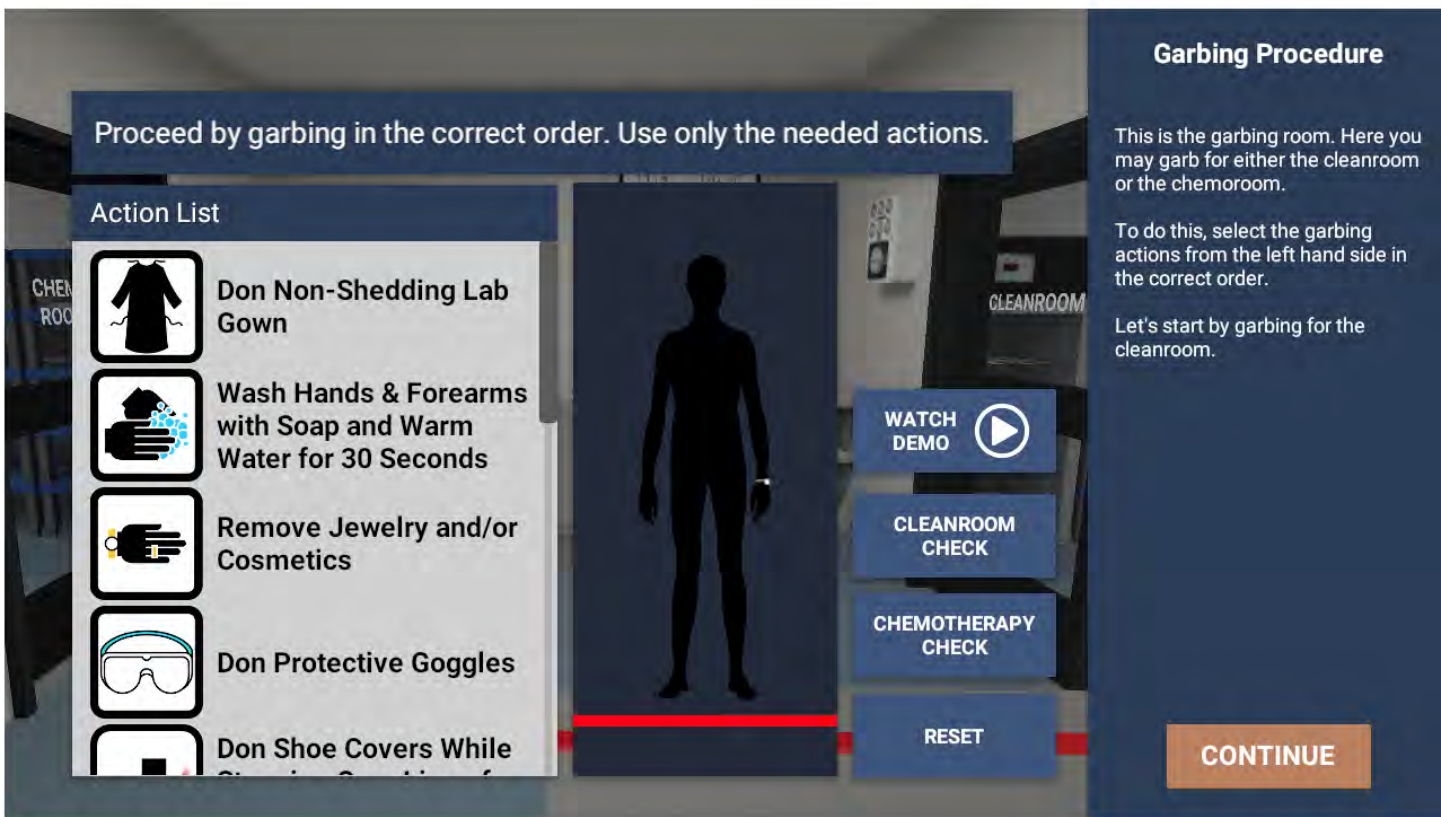 Proceed by garbing in the correct order. Use only the needed actions.
Action List
Don Non-Shedding Lab
Gown
Wash Hands & Forearms
with Soap and Warm
Water for 30 Seconds
Remove Jewelry and/or
Cosmetics
Don Protective Goggles
Don Shoe Covers While
CLEANROOM
WATCH
DEMO
CLEANROOM
CHECK
CHEMOTHERAPY
CHECK
RESET
Garbing Procedure
This is the garbing room. Here you
may garb for either the cleanroom
or the chemoroom.
To do this, select the garbing
actions from the left hand side in
the correct order.
Let's start by garbing for the
cleanroom.
CONTINUE